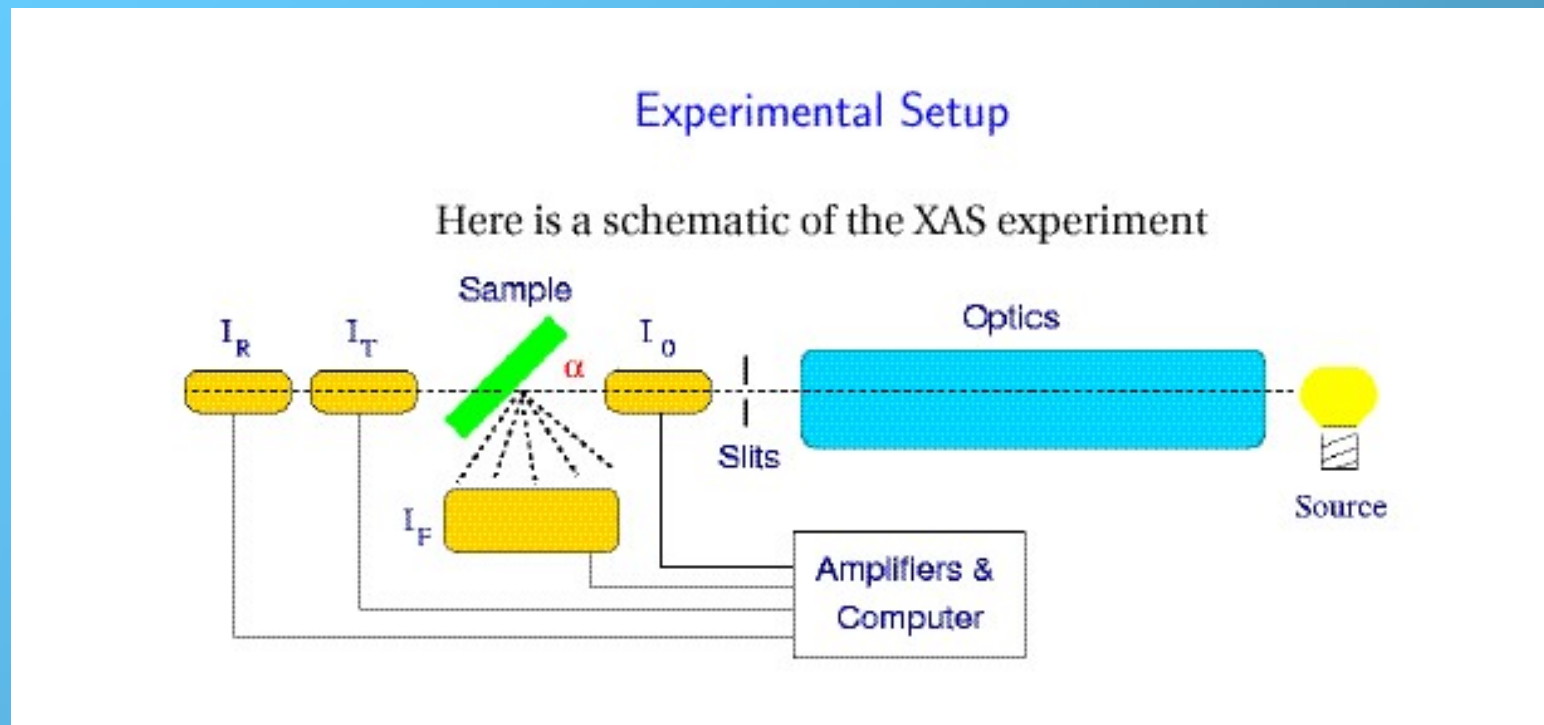 Experimental Setup
Here is a schematic of the XAS experiment
Sample
Optics
I_R
I_T
α
I_0
Slits
Source
I_F
Amplifiers &
Computer